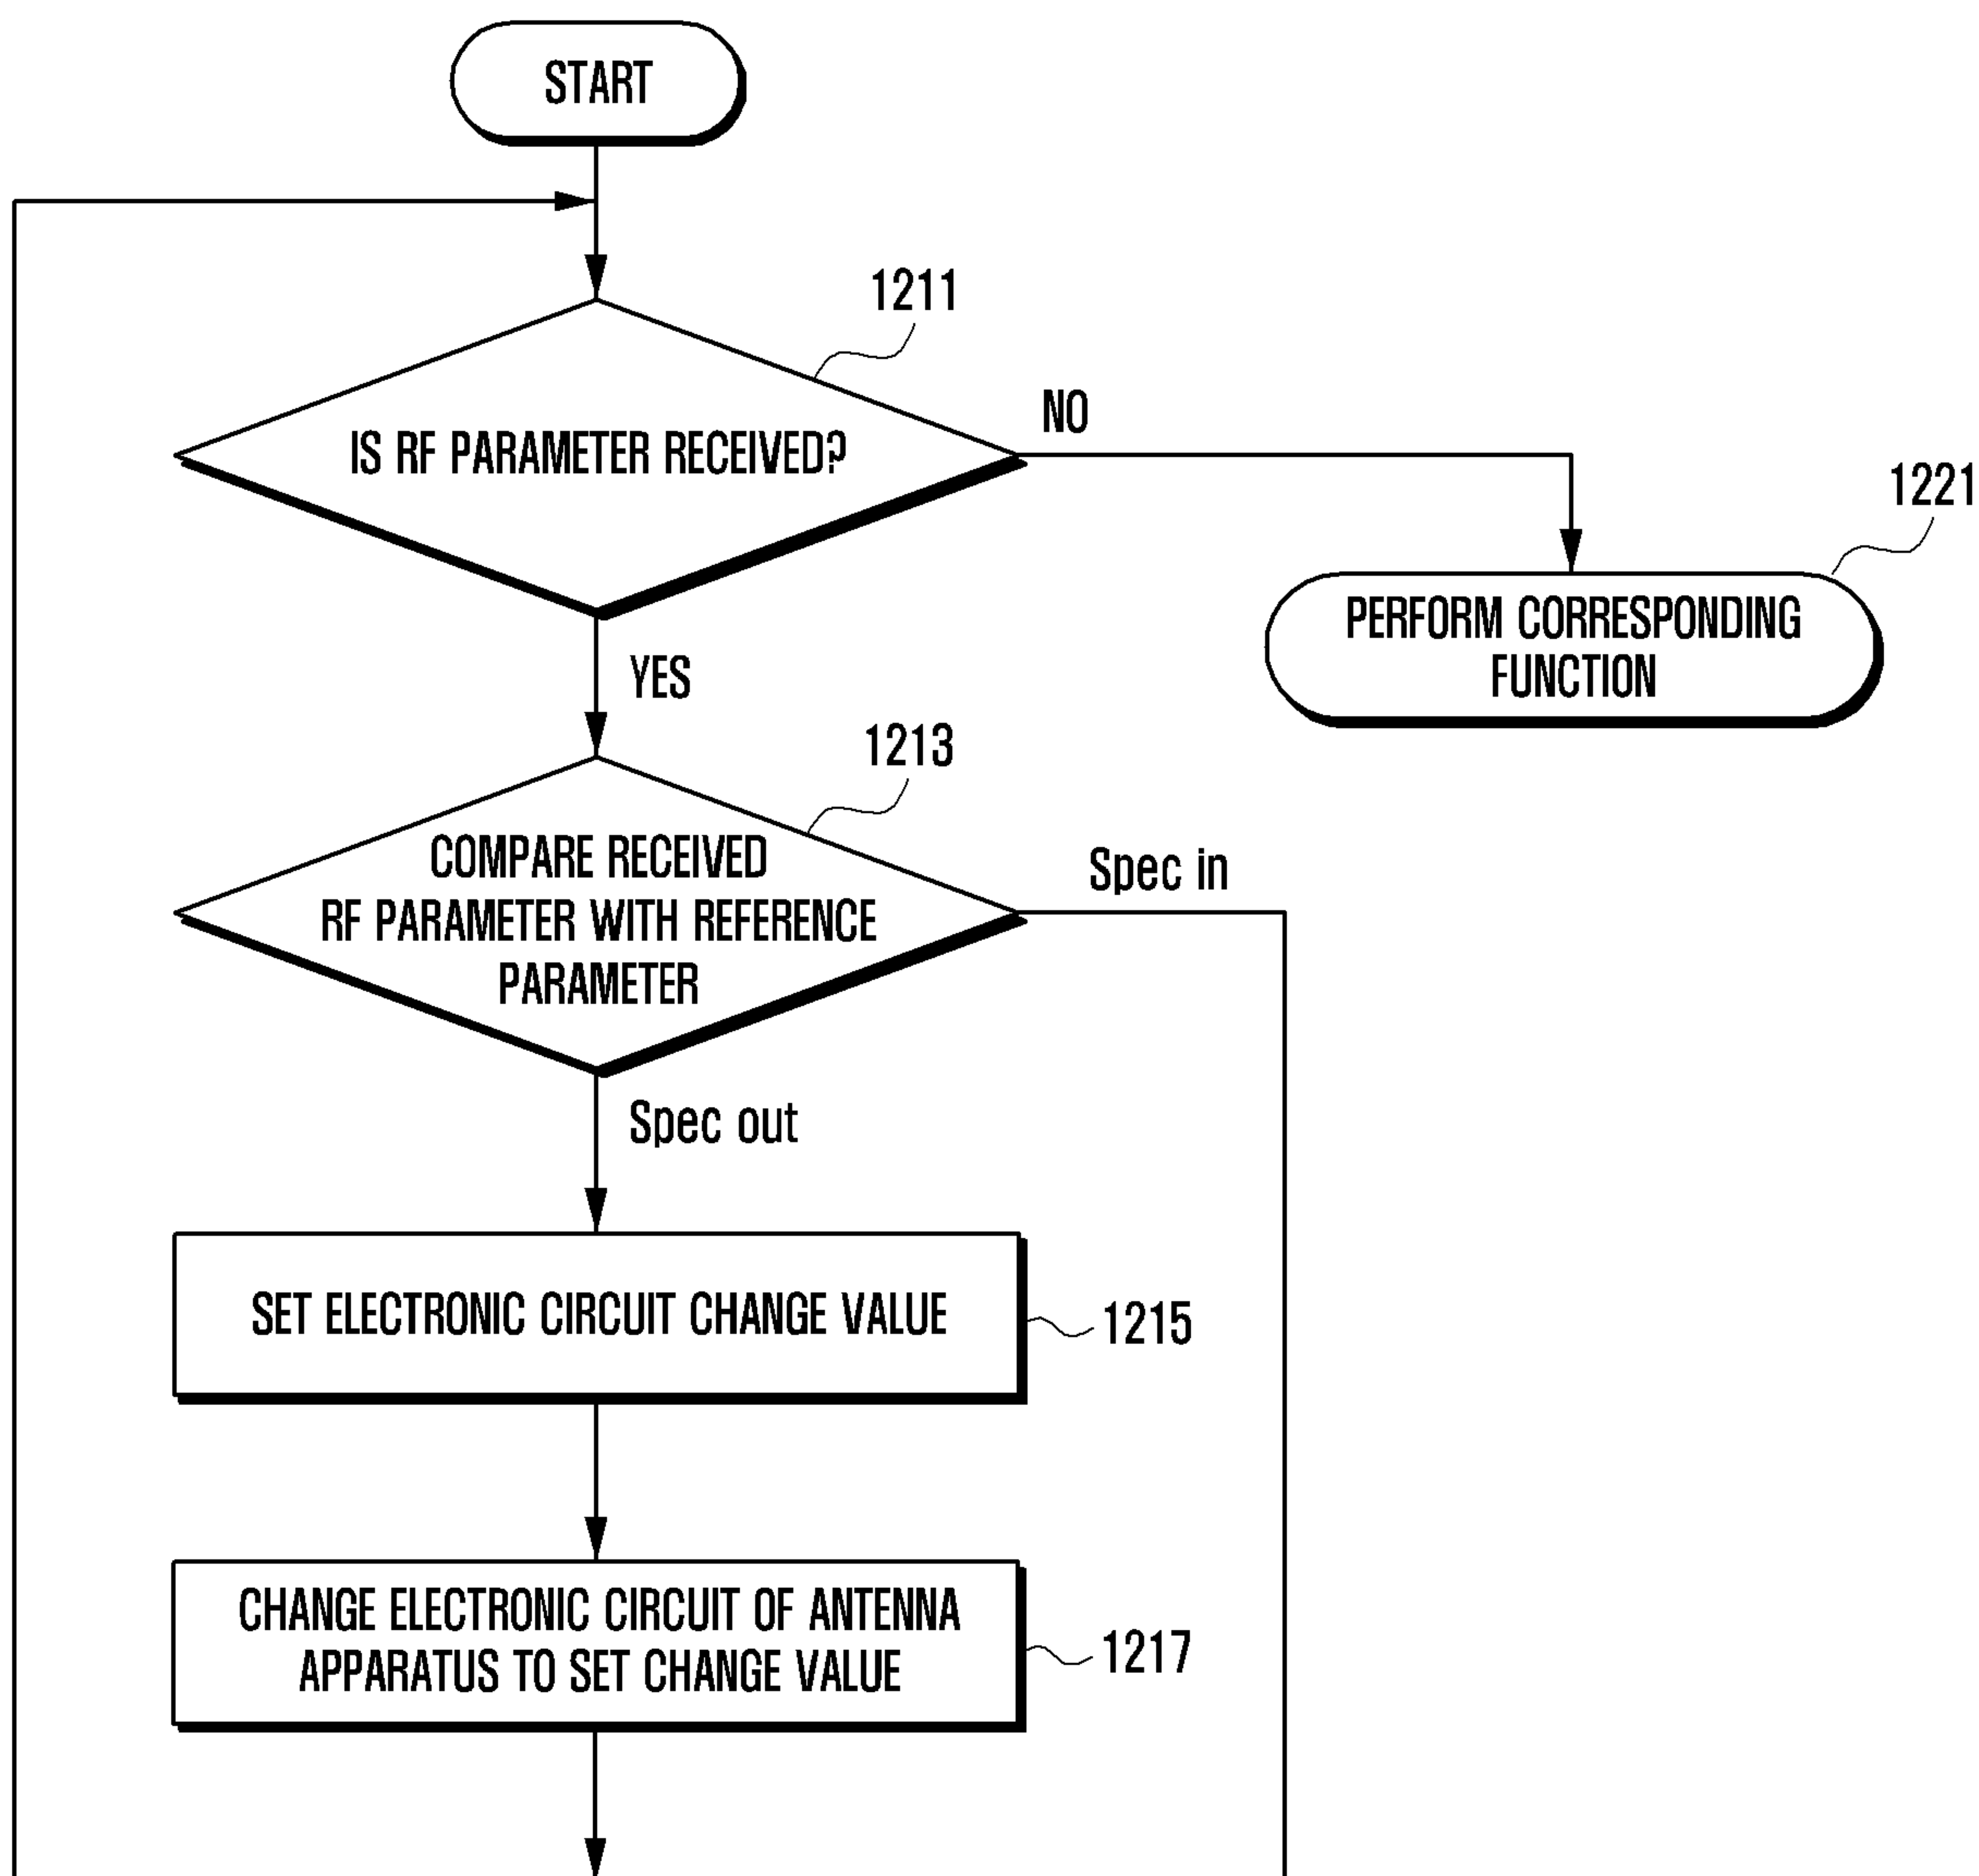 START
1211
IS RF PARAMETER RECEIVED?
NO
1221
PERFORM CORRESPONDING
FUNCTION
YES
1213
COMPARE RECEIVED
RF PARAMETER WITH REFERENCE
PARAMETER
Spec in
Spec out
SET ELECTRONIC CIRCUIT CHANGE VALUE
1215
CHANGE ELECTRONIC CIRCUIT OF ANTENNA
APPARATUS TO SET CHANGE VALUE
1217